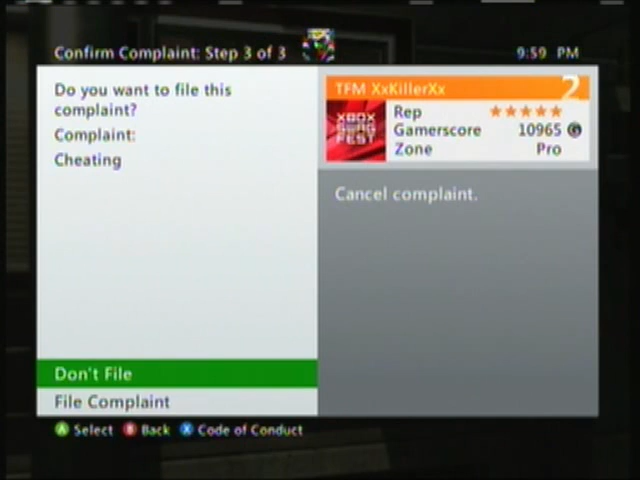 Confirm Complaint: Step 3 of 3
9:59 PM
Do you want to file this
complaint?
Complaint:
Cheating
TFM XxKillerXx
2
XBOX
SWAG
FEST
Rep
Gamerscore 10965 G
Zone Pro
Cancel complaint.
Don't File
File Complaint
A Select B Back X Code of Conduct